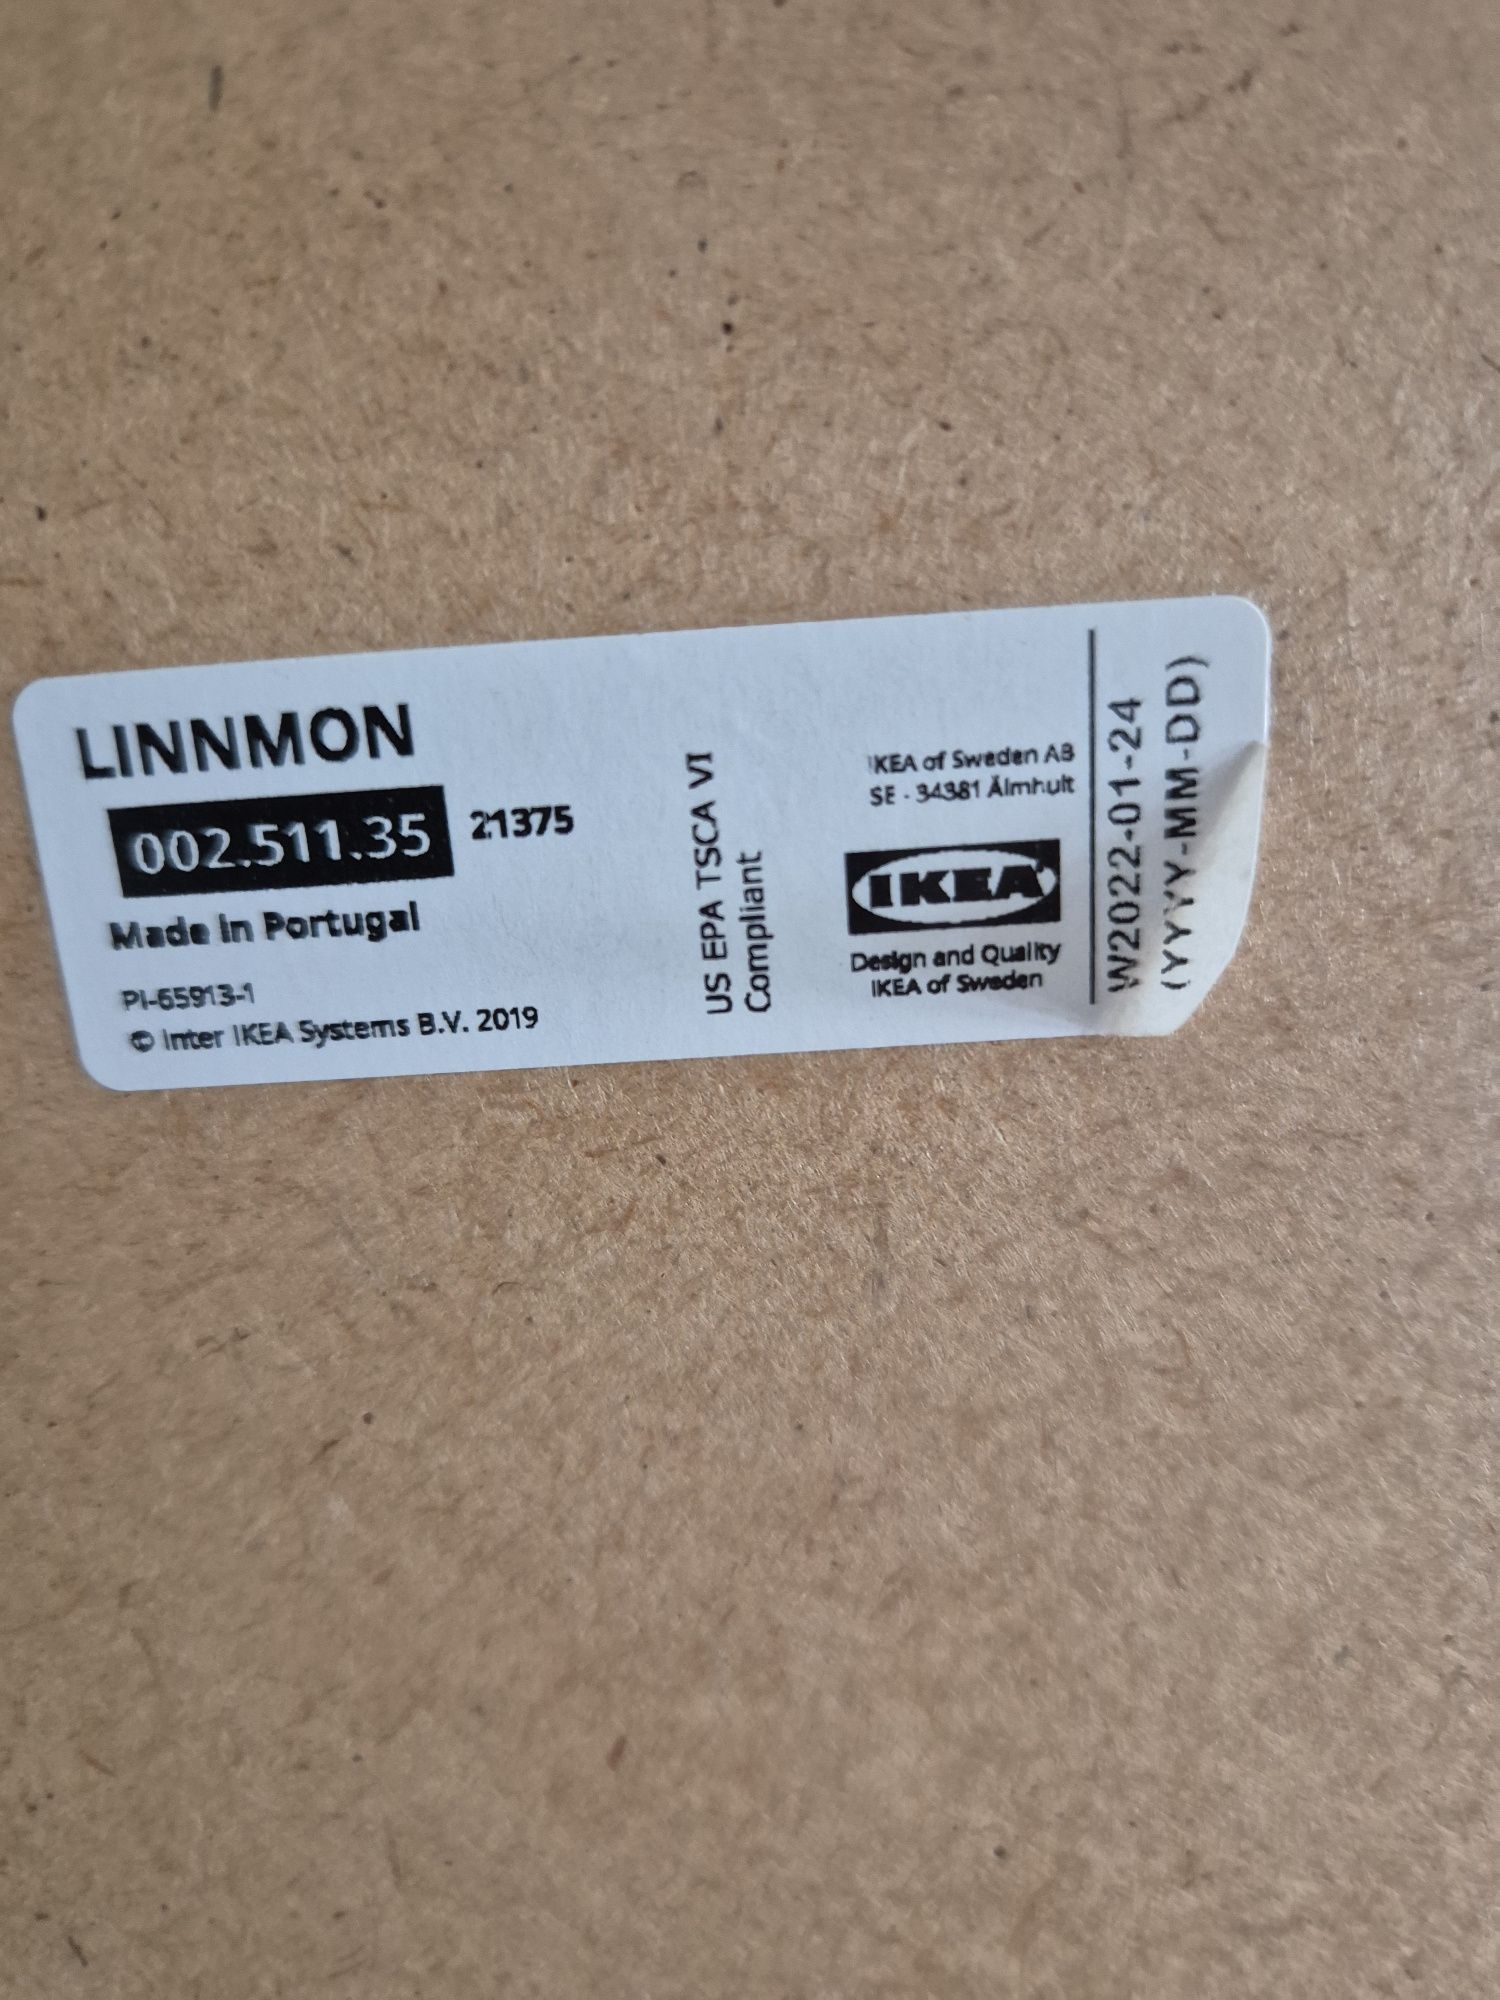 LINNMON
002.511.35 21375
Made in Portugal
PI-65913-1
© Inter IKEA Systems B.V. 2019
US EPA TSCA VI
Compliant
IKEA of Sweden AB
SE - 34381 Älmhult
IKEA
Design and Quality
IKEA of Sweden
W2022-01-24
(YYYY-MM-DD)